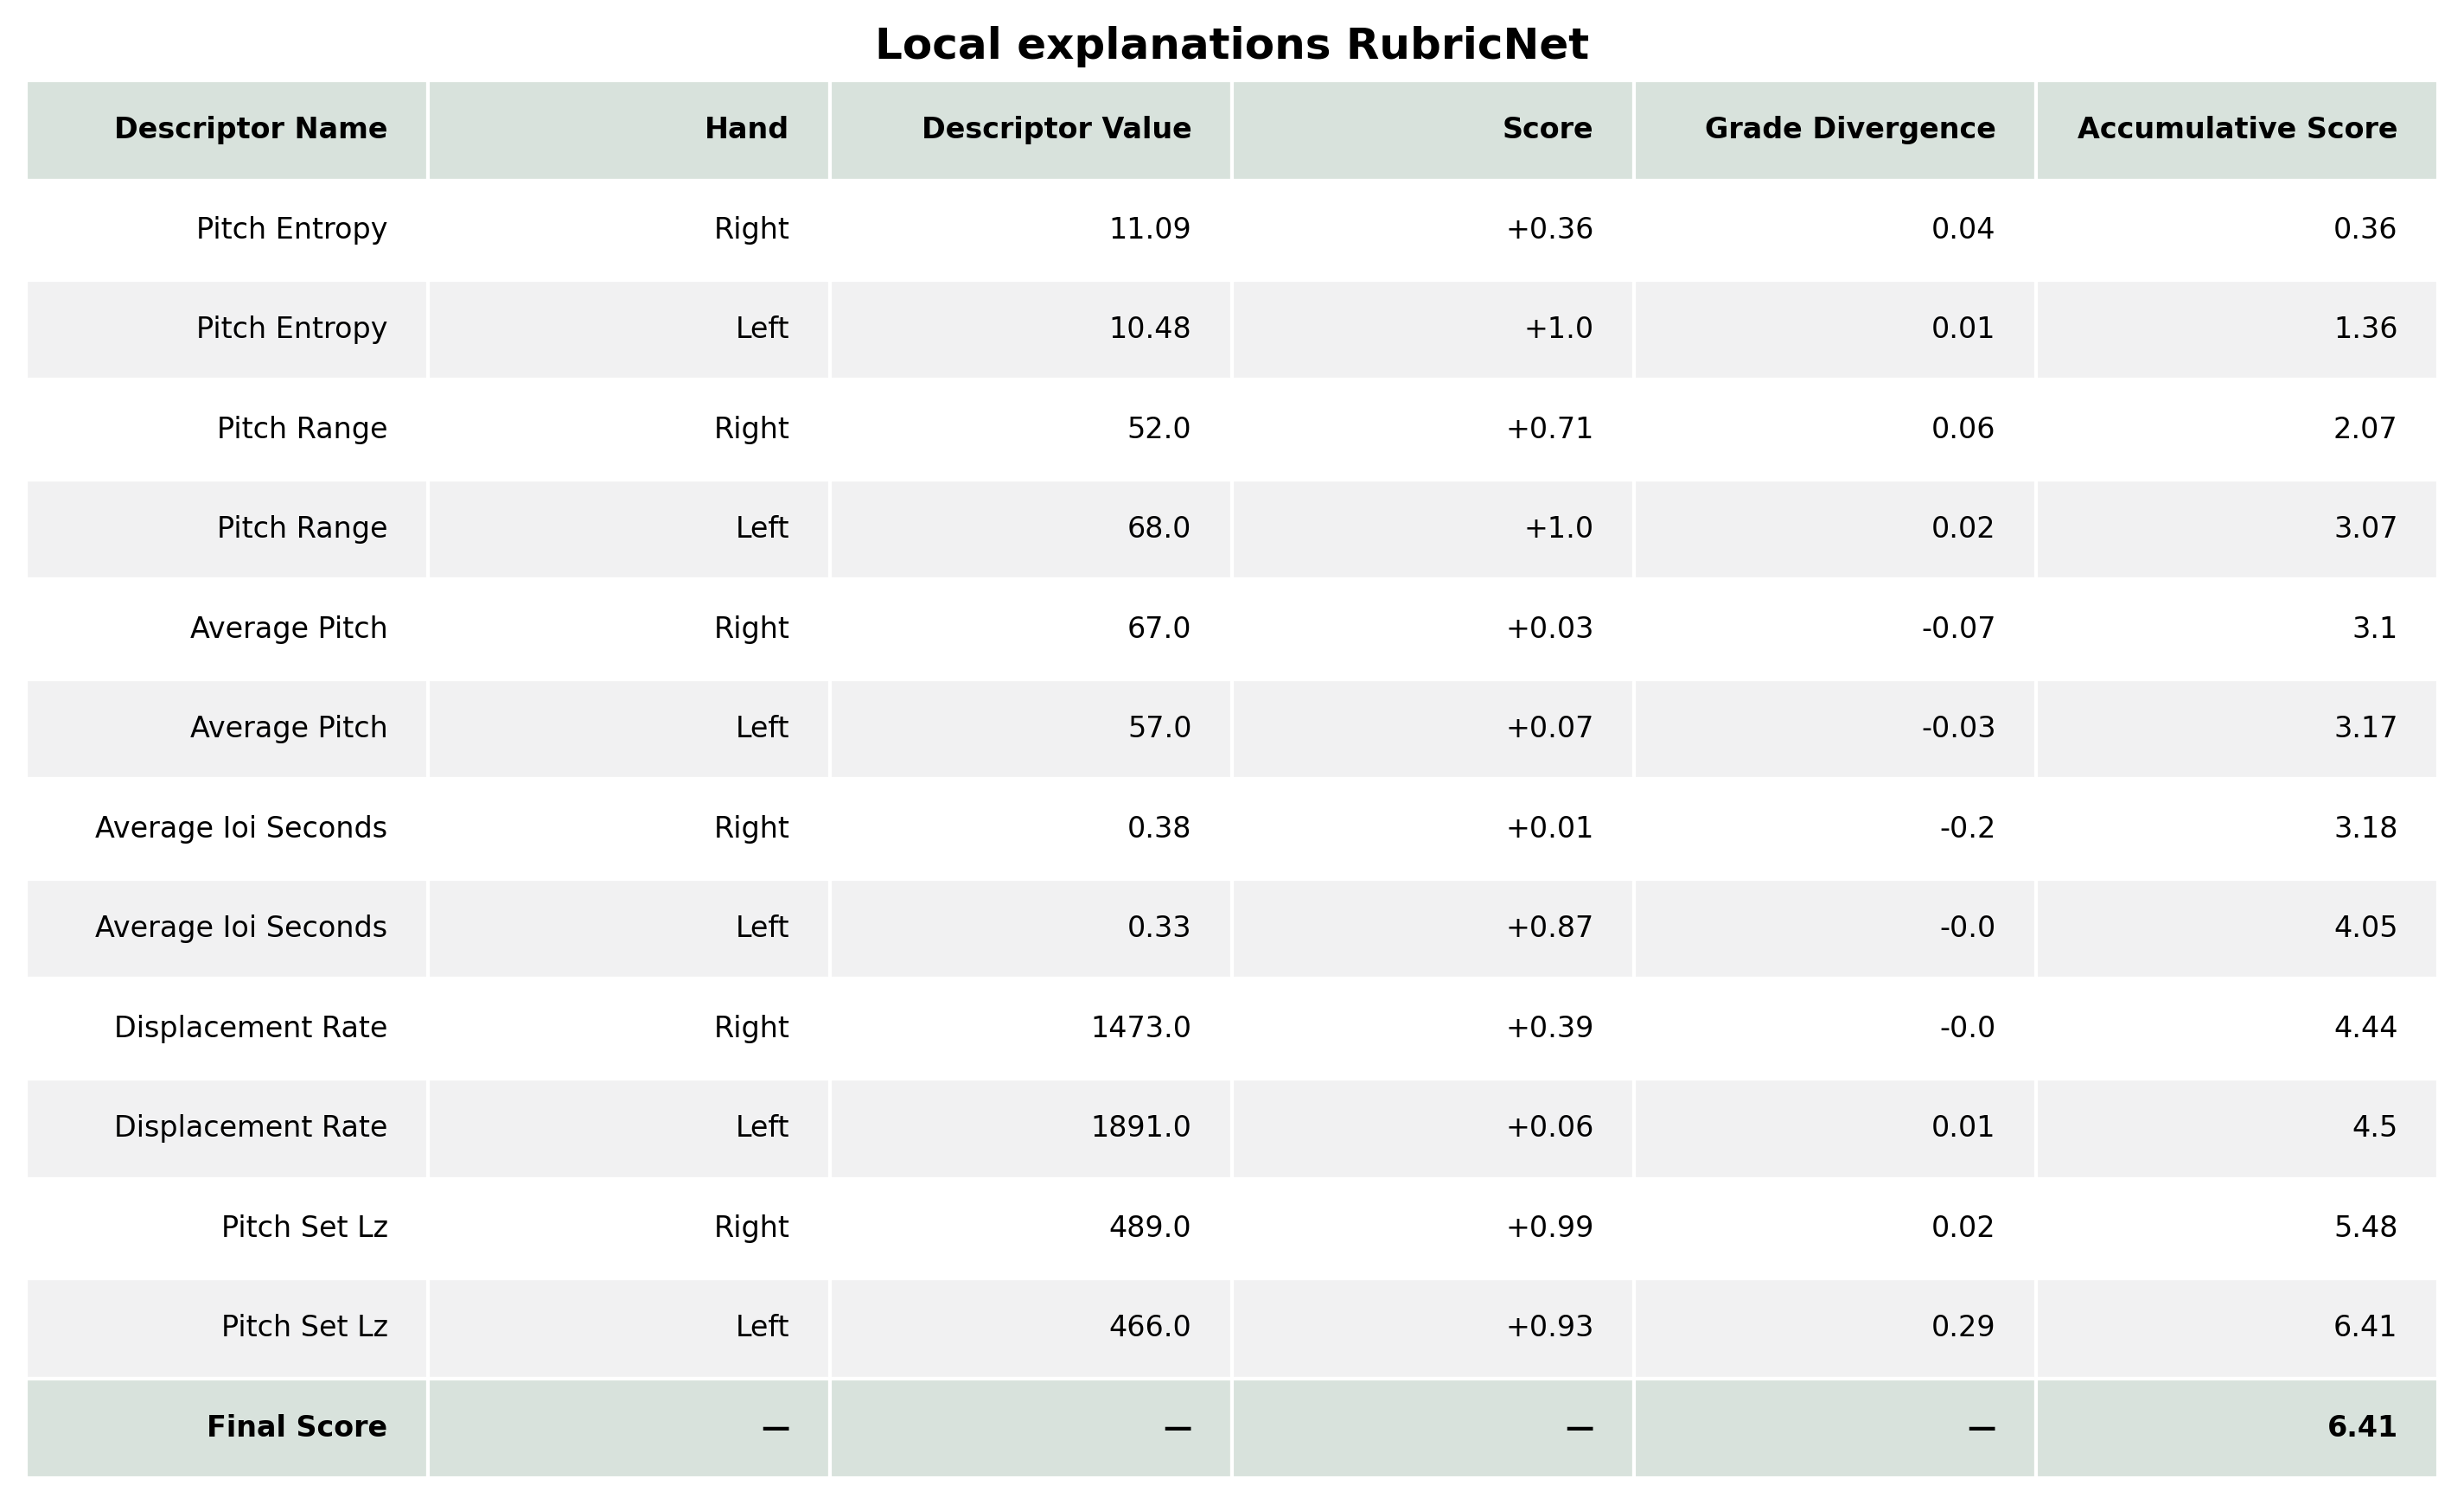 Local explanations RubricNet
Descriptor Name Hand Descriptor Value Score Grade Divergence Accumulative Score
Pitch Entropy Right 11.09 +0.36 0.04 0.36
Pitch Entropy Left 10.48 +1.0 0.01 1.36
Pitch Range Right 52.0 +0.71 0.06 2.07
Pitch Range Left 68.0 +1.0 0.02 3.07
Average Pitch Right 67.0 +0.03 -0.07 3.1
Average Pitch Left 57.0 +0.07 -0.03 3.17
Average Ioi Seconds Right 0.38 +0.01 -0.2 3.18
Average Ioi Seconds Left 0.33 +0.87 -0.0 4.05
Displacement Rate Right 1473.0 +0.39 -0.0 4.44
Displacement Rate Left 1891.0 +0.06 0.01 4.5
Pitch Set Lz Right 489.0 +0.99 0.02 5.48
Pitch Set Lz Left 466.0 +0.93 0.29 6.41
Final Score — — — — 6.41